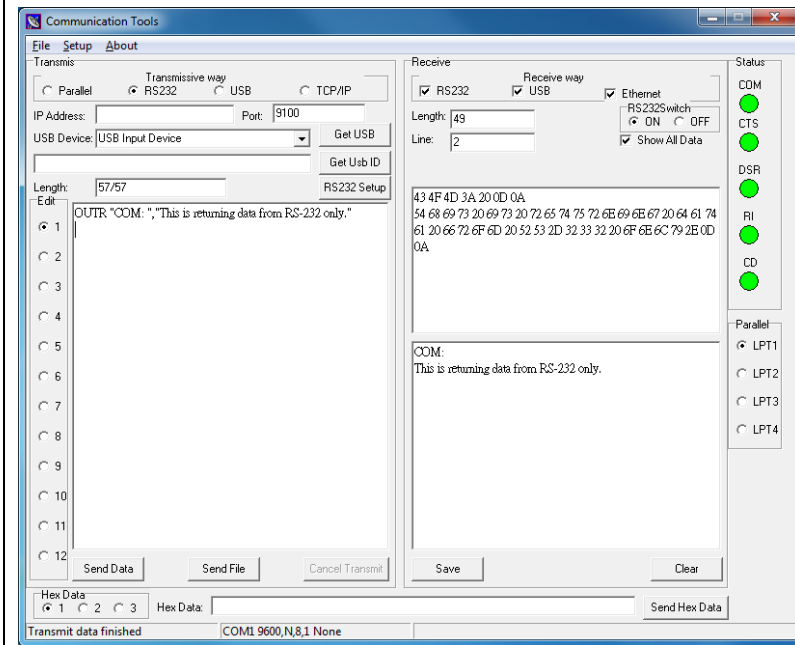 Communication Tools
File Setup About
Transmis
Transmissive way
Parallel RS232 USB TCP/IP
IP Address: Port: 9100
USB Device: USB Input Device Get USB
Get Usb ID
Length: 57/57 RS232 Setup
Edit
1
2
3
4
5
6
7
8
9
10
11
12
OUTR "COM: ","This is returning data from RS-232 only."
Send Data Send File Cancel Transmit
Receive
Receive way
RS232 USB Ethernet
Length: 49
RS232Switch
ON OFF
Line: 2 Show All Data
43 4F 4D 3A 20 0D 0A
54 68 69 73 20 69 73 20 72 65 74 75 72 6E 69 6E 67 20 64 61 74
61 20 66 72 6F 6D 20 52 53 2D 32 33 32 20 6F 6E 6C 79 2E 0D
0A
COM:
This is returning data from RS-232 only.
Save Clear
Status
COM
CTS
DSR
RI
CD
Parallel
LPT1
LPT2
LPT3
LPT4
Hex Data
1 2 3 Hex Data: Send Hex Data
Transmit data finished COM1 9600,N,8,1 None